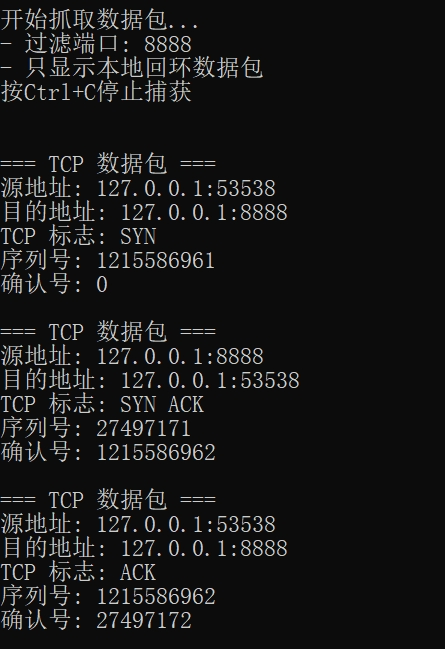 开始抓取数据包...
- 过滤端口: 8888
- 只显示本地回环数据包
按Ctrl+C停止捕获
=== TCP 数据包 ===
源地址: 127.0.0.1:53538
目的地址: 127.0.0.1:8888
TCP 标志: SYN
序列号: 1215586961
确认号: 0
=== TCP 数据包 ===
源地址: 127.0.0.1:8888
目的地址: 127.0.0.1:53538
TCP 标志: SYN ACK
序列号: 27497171
确认号: 1215586962
=== TCP 数据包 ===
源地址: 127.0.0.1:53538
目的地址: 127.0.0.1:8888
TCP 标志: ACK
序列号: 1215586962
确认号: 27497172